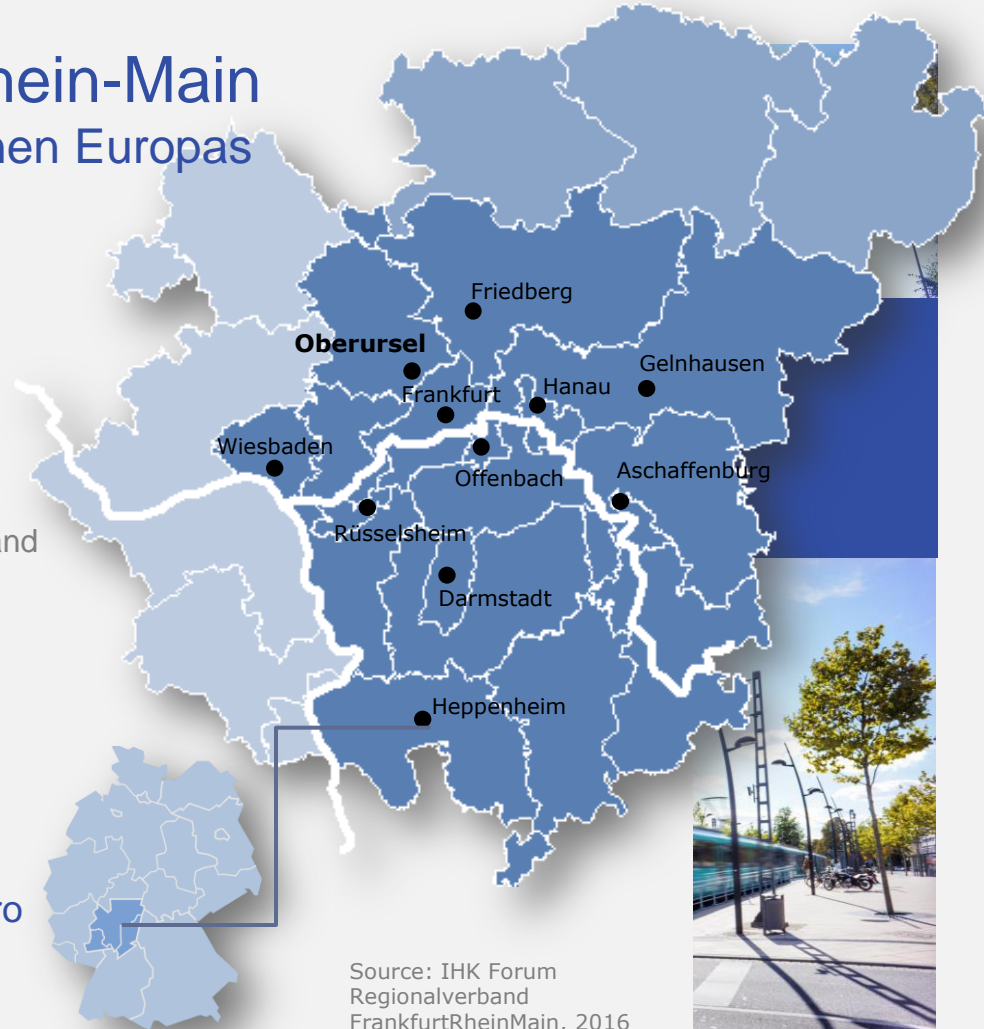 hein-Main
nen Europas
Friedberg
Oberursel
Gelnhausen
Frankfurt
Hanau
Wiesbaden
Offenbach
Aschaffenburg
Rüsselsheim
and
Darmstadt
Heppenheim
ro
Source: IHK Forum
Regionalverband
FrankfurtRheinMain, 2016